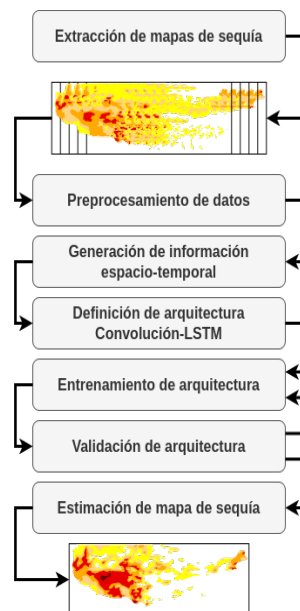 Extracción de mapas de sequía
Preprocesamiento de datos
Generación de información
espacio-temporal
Definición de arquitectura
Convolución-LSTM
Entrenamiento de arquitectura
Validación de arquitectura
Estimación de mapa de sequía